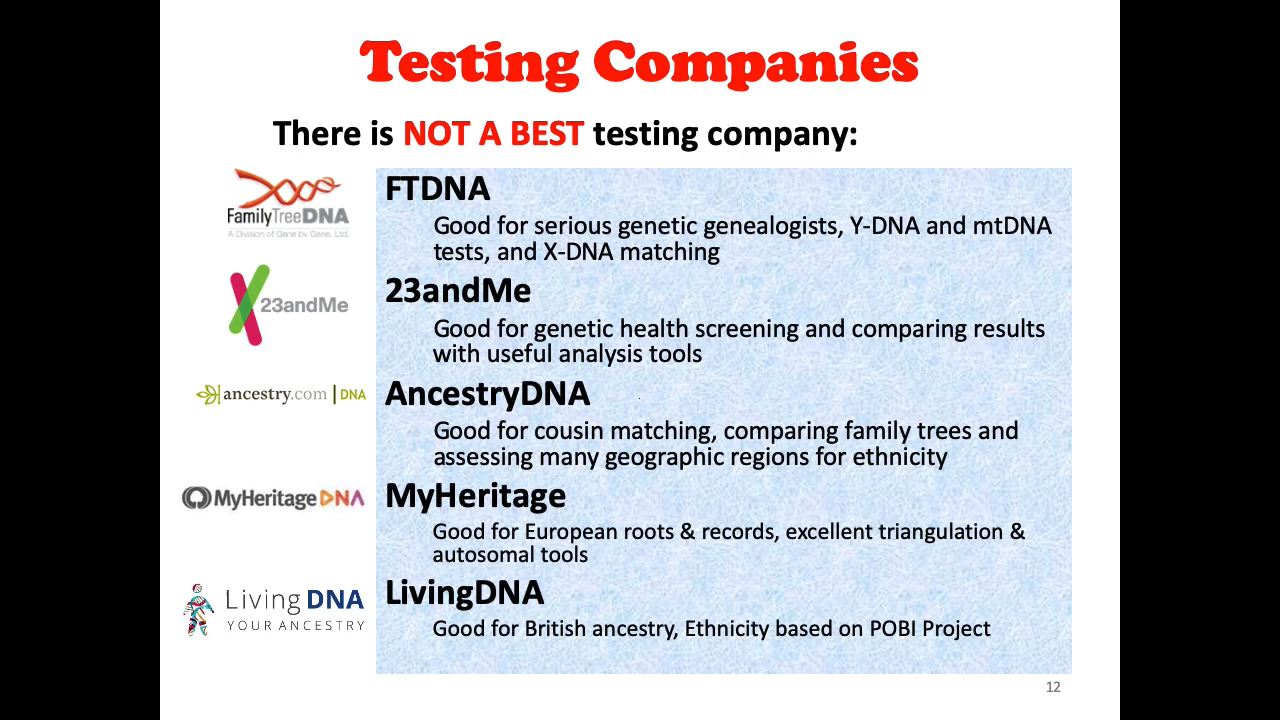 Testing Companies
There is NOT A BEST testing company:
FamilyTreeDNA
A Division of Gene by Gene, Ltd.
FTDNA
Good for serious genetic genealogists, Y-DNA and mtDNA
tests, and X-DNA matching
23andMe
23andMe
Good for genetic health screening and comparing results
with useful analysis tools
ancestry.com | DNA
AncestryDNA
Good for cousin matching, comparing family trees and
assessing many geographic regions for ethnicity
MyHeritage DNA
MyHeritage
Good for European roots & records, excellent triangulation &
autosomal tools
Living DNA
YOUR ANCESTRY
LivingDNA
Good for British ancestry, Ethnicity based on POBI Project
12